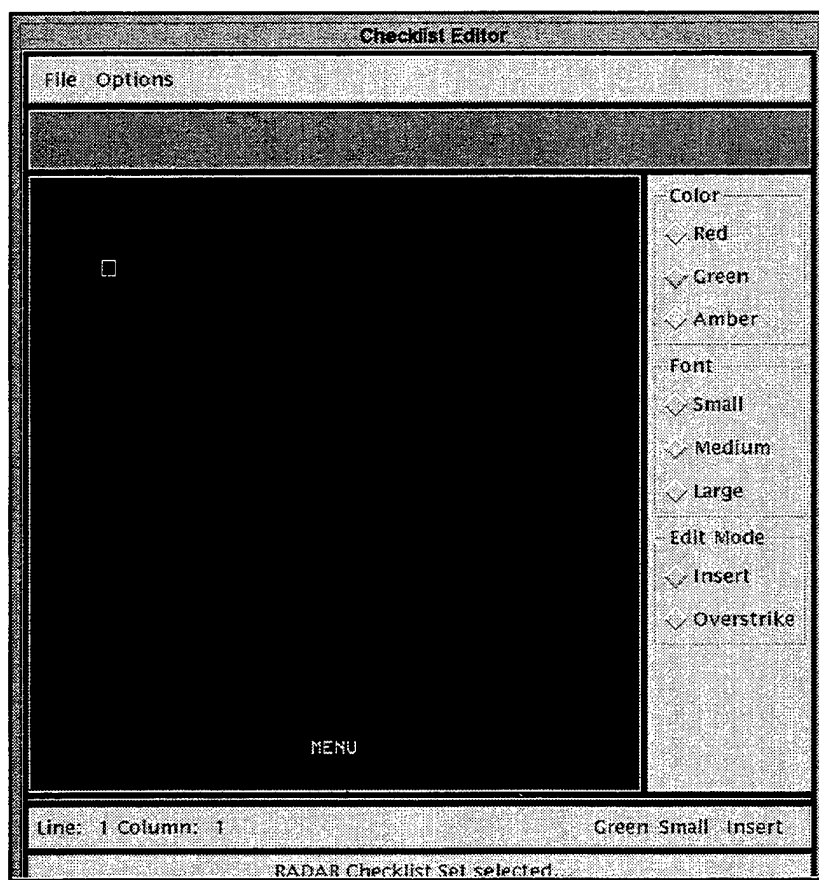 Checklist Editor
File Options
Color
Red
Green
Amber
Font
Small
Medium
Large
Edit Mode
Insert
Overstrike
MENU
Line: 1 Column: 1 Green Small Insert
RADAR Checklist Set selected.